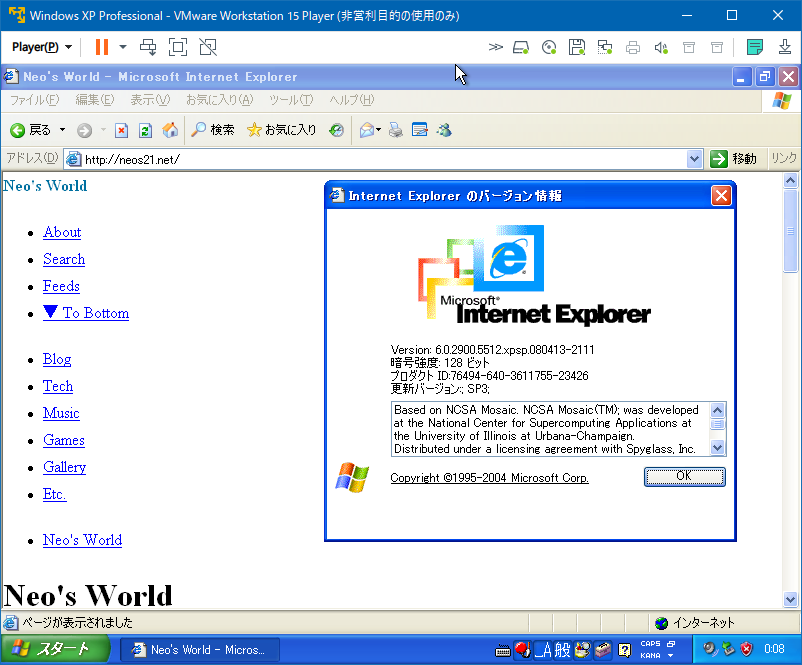 Windows XP Professional - VMware Workstation 15 Player (非営利目的の使用のみ)
Player(P)
Neo's World - Microsoft Internet Explorer
ファイル(F) 編集(E) 表示(V) お気に入り(A) ツール(T) ヘルプ(H)
戻る 検索 お気に入り
アドレス(D) http://neos21.net/ 移動 リンク
Neo's World
About
Search
Feeds
▼ To Bottom
Blog
Tech
Music
Games
Gallery
Etc.
Neo's World
Neo's World
Internet Explorer のバージョン情報
Microsoft®
Internet Explorer
Version: 6.0.2900.5512.xpsp.080413-2111
暗号強度: 128 ビット
プロダクト ID:76494-640-3611755-23426
更新バージョン:; SP3;
Based on NCSA Mosaic. NCSA Mosaic(TM); was developed
at the National Center for Supercomputing Applications at
the University of Illinois at Urbana-Champaign.
Distributed under a licensing agreement with Spyglass, Inc.
Copyright ©1995-2004 Microsoft Corp.
OK
ページが表示されました インターネット
スタート Neo's World - Micros... _A 般 CAPS KANA 0:08